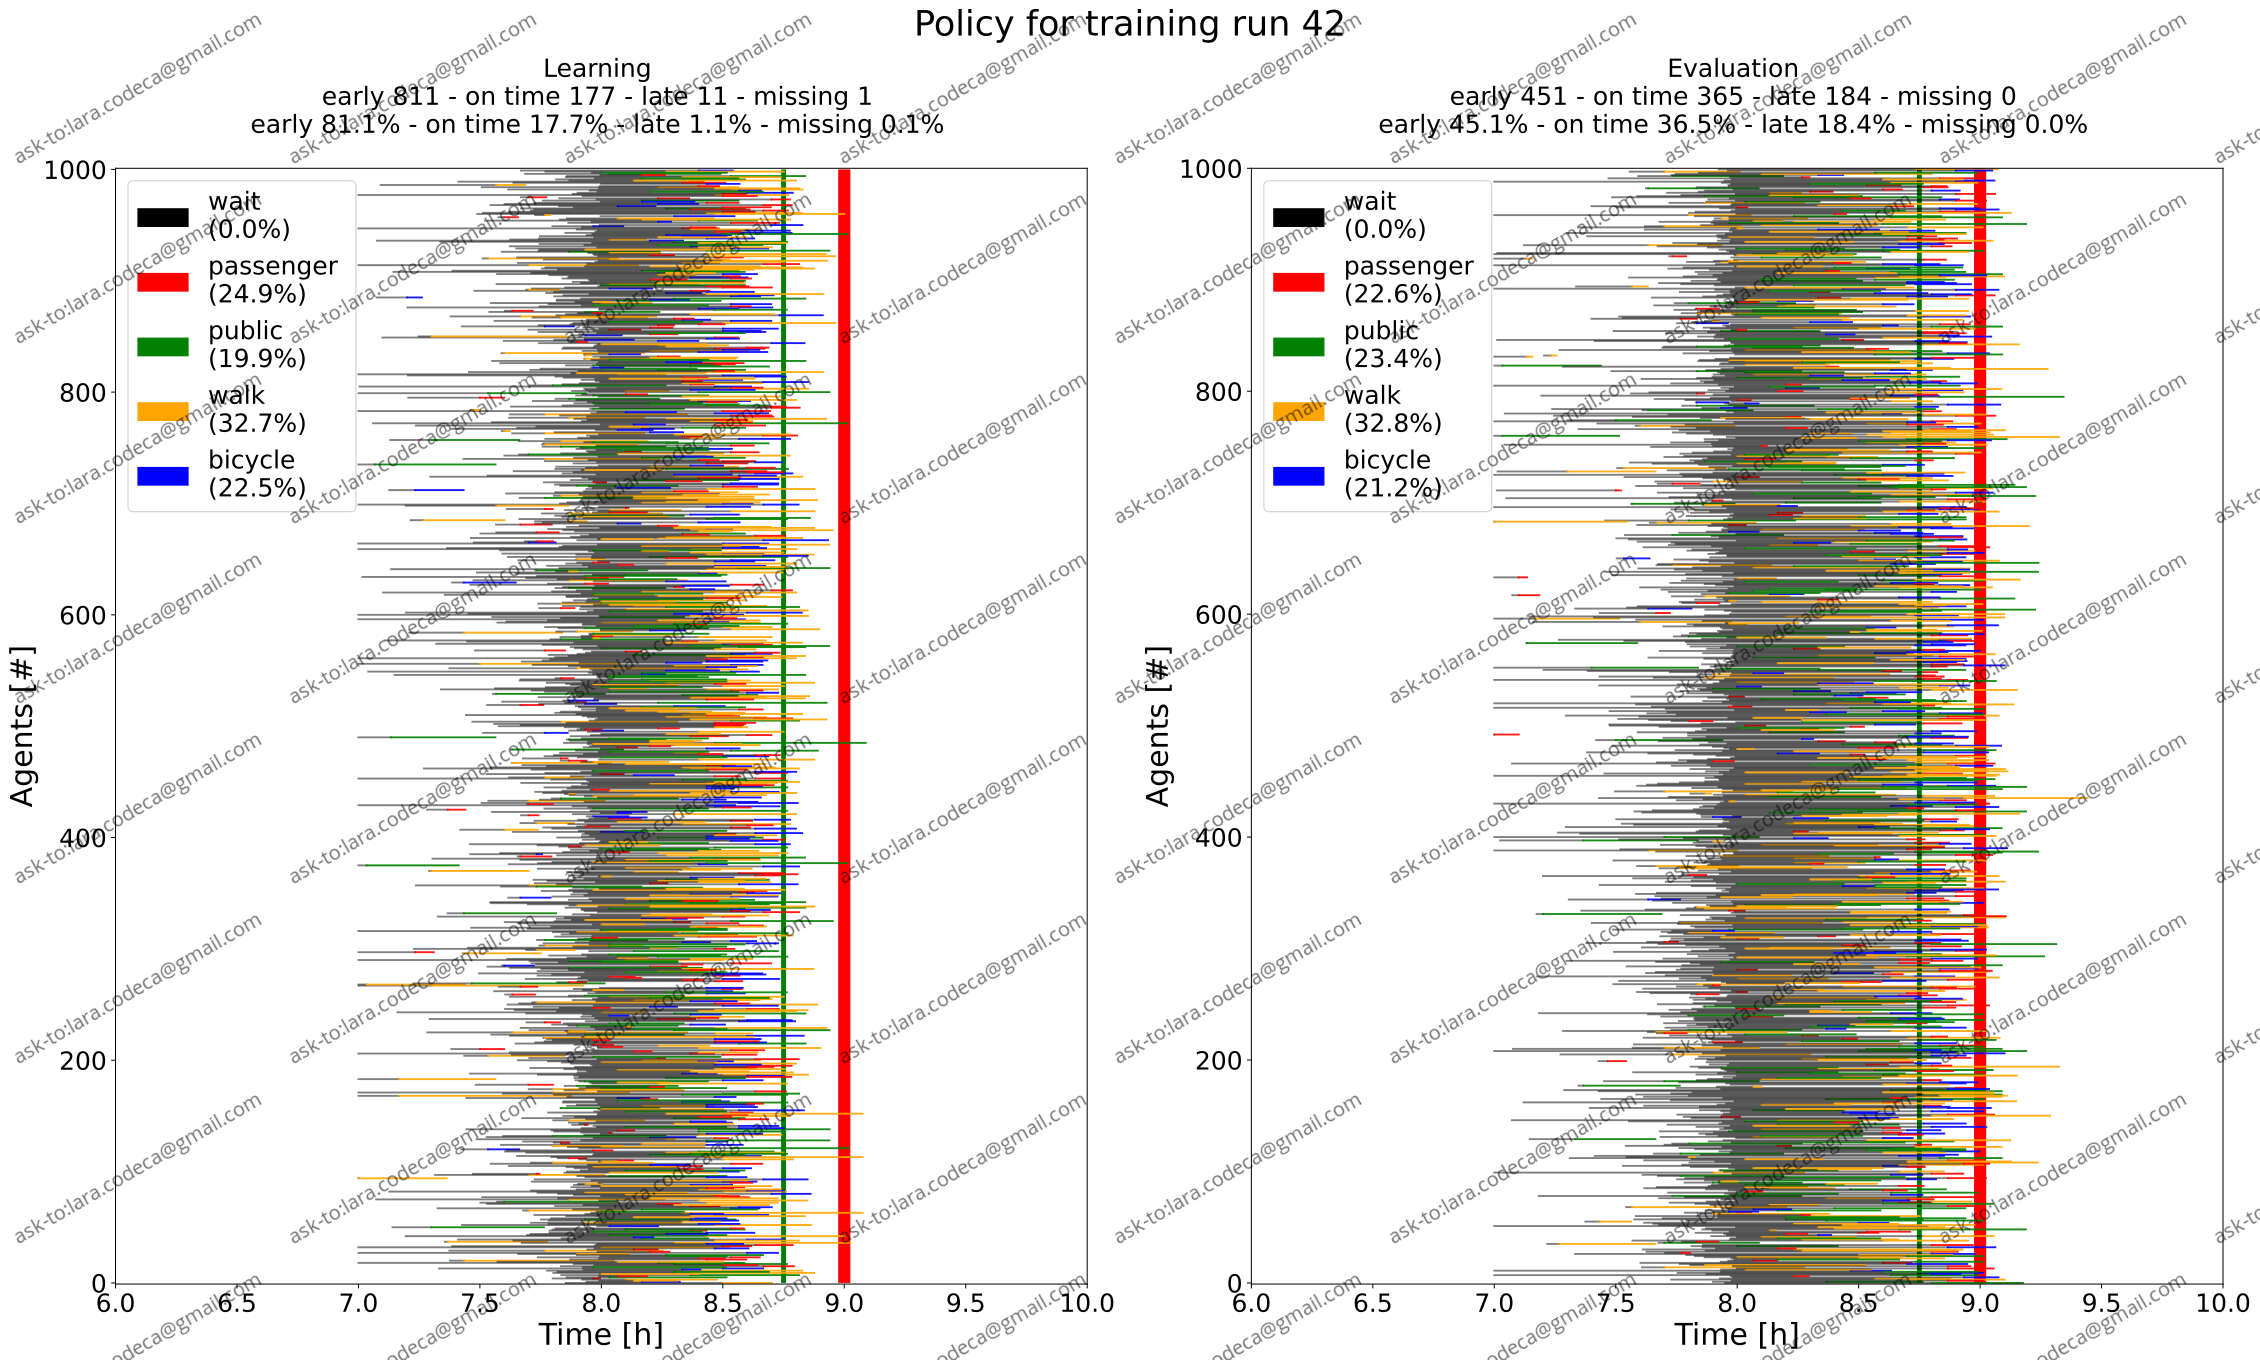 Policy for training run 42
Learning
early 811 - on time 177 - late 11 - missing 1
early 81.1% - on time 17.7% - late 1.1% - missing 0.1%
1000
800
600
400
200
0
Agents [#]
wait
(0.0%)
passenger
(24.9%)
public
(19.9%)
walk
(32.7%)
bicycle
(22.5%)
6.0 6.5 7.0 7.5 8.0 8.5 9.0 9.5 10.0
Time [h]
Evaluation
early 451 - on time 365 - late 184 - missing 0
early 45.1% - on time 36.5% - late 18.4% - missing 0.0%
1000
800
600
400
200
0
Agents [#]
wait
(0.0%)
passenger
(22.6%)
public
(23.4%)
walk
(32.8%)
bicycle
(21.2%)
6.0 6.5 7.0 7.5 8.0 8.5 9.0 9.5 10.0
Time [h]
ask-to:lara.codeca@gmail.com